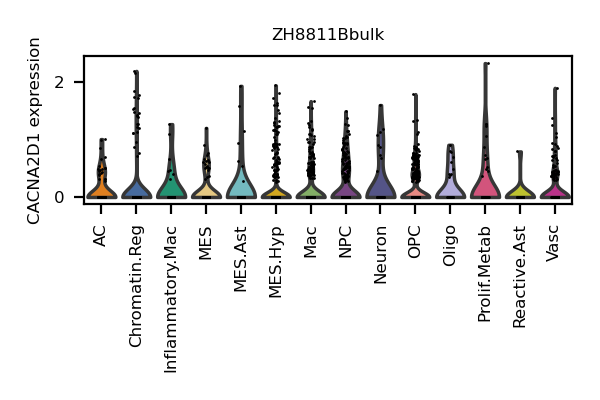 ZH8811Bbulk
CACNA2D1 expression
2
0
AC
Chromatin.Reg
Inflammatory.Mac
MES
MES.Ast
MES.Hyp
Mac
NPC
Neuron
OPC
Oligo
Prolif.Metab
Reactive.Ast
Vasc